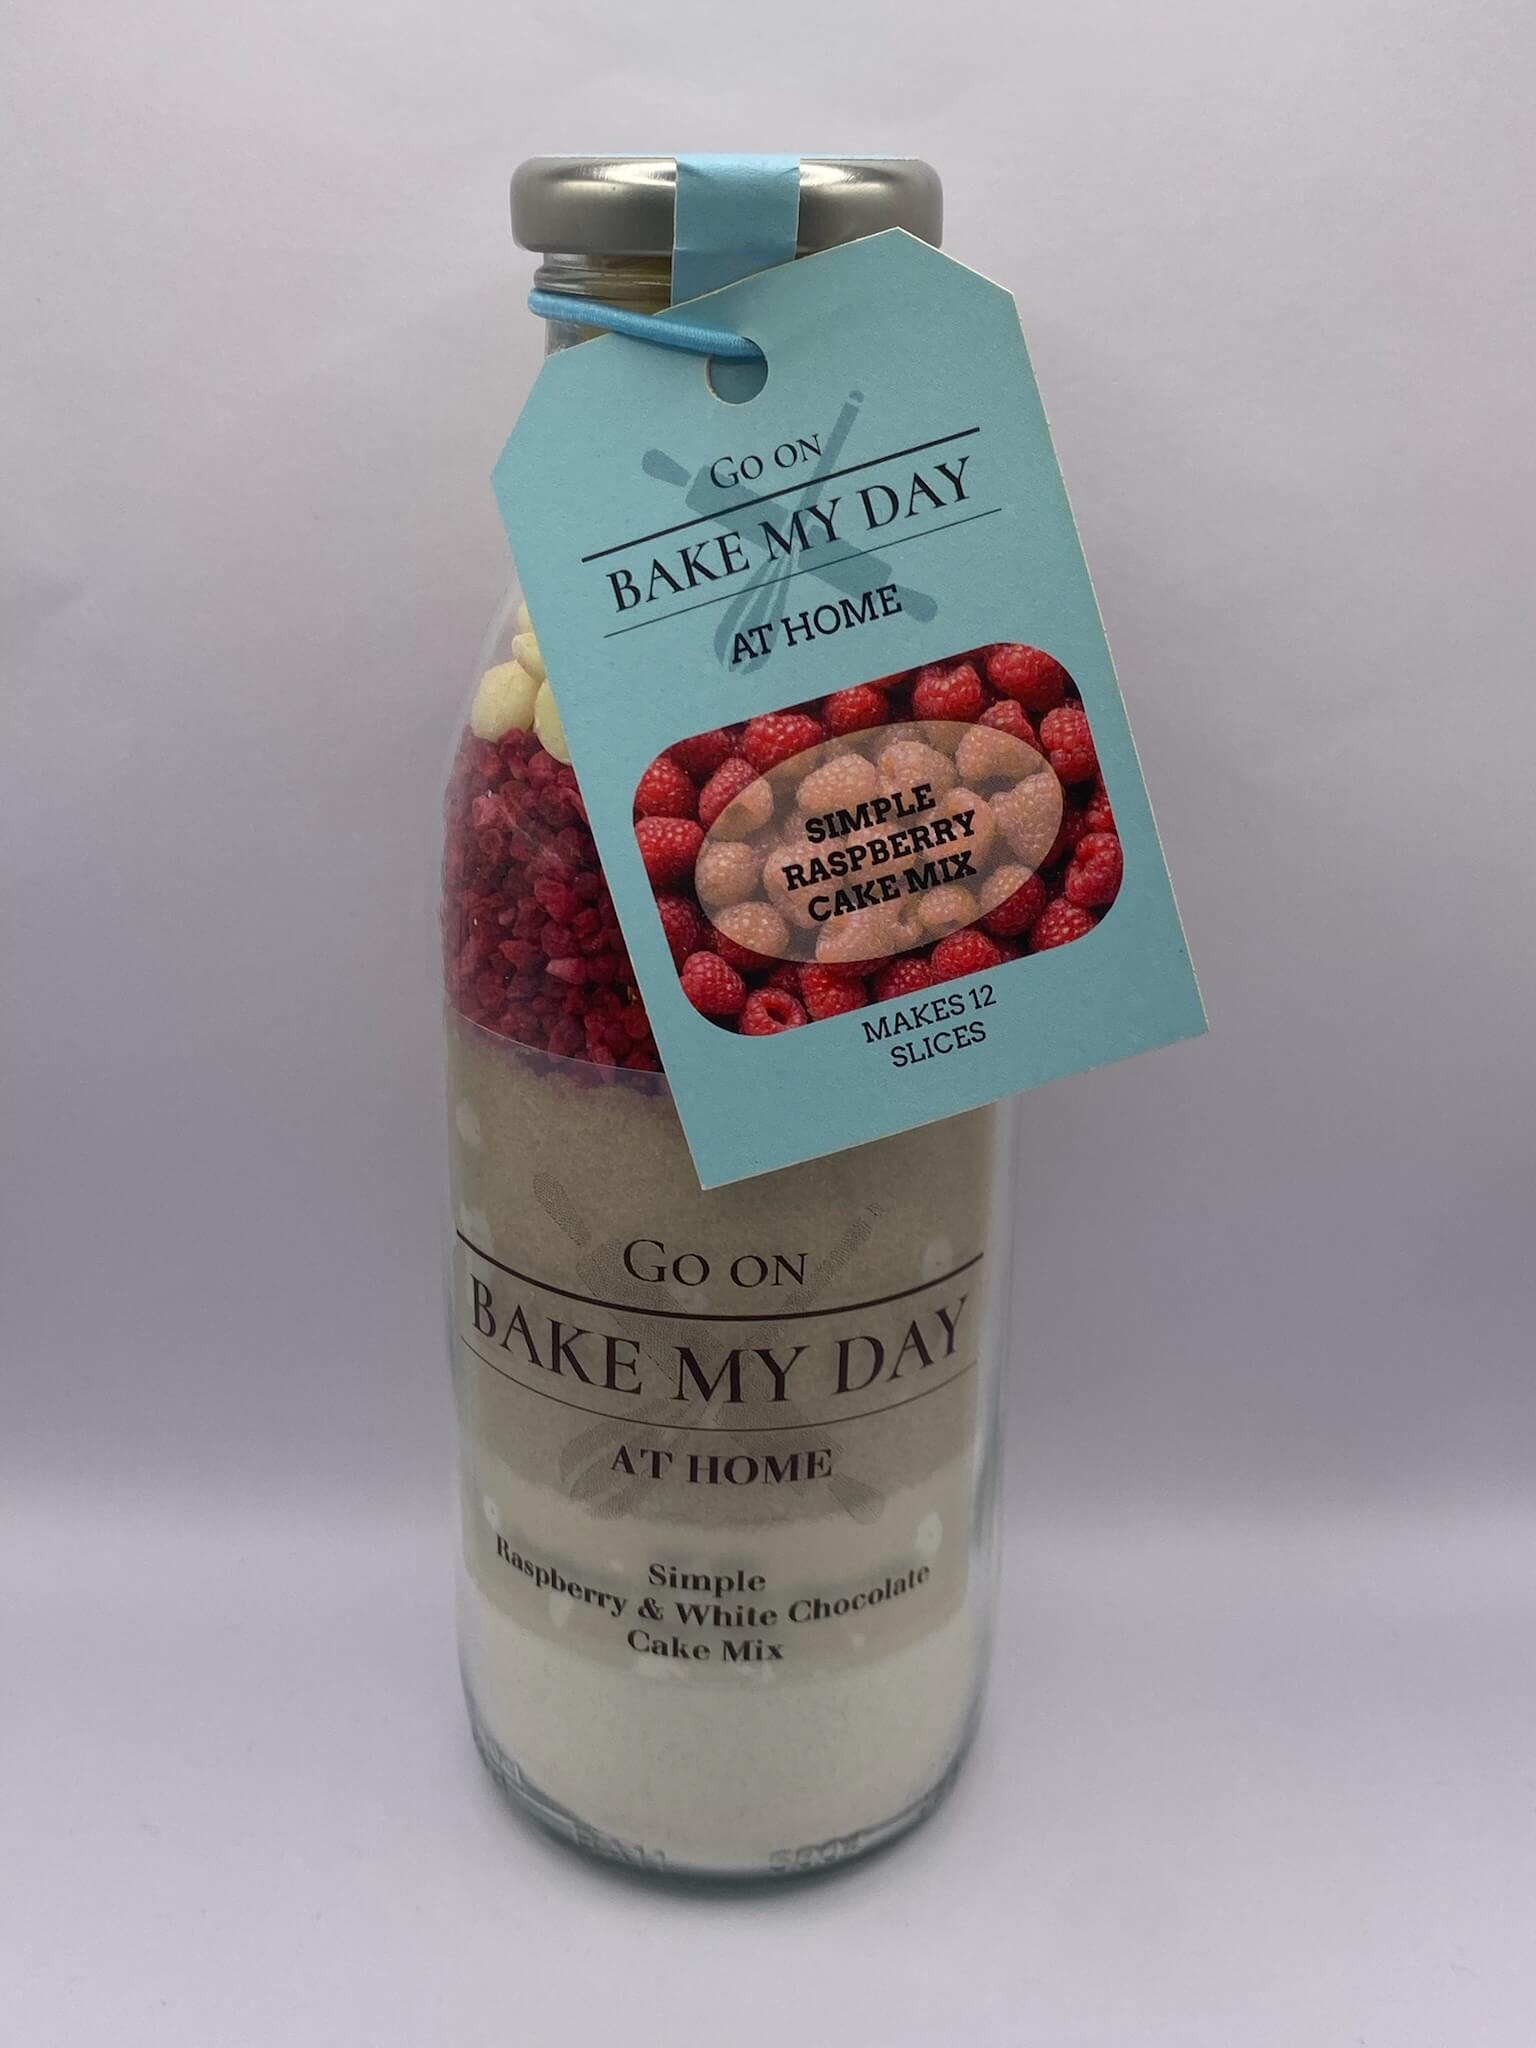 GO ON
BAKE MY DAY
AT HOME
SIMPLE
RASPBERRY
CAKE MIX
MAKES 12
SLICES
GO ON
BAKE MY DAY
AT HOME
Simple
Raspberry & White Chocolate
Cake Mix